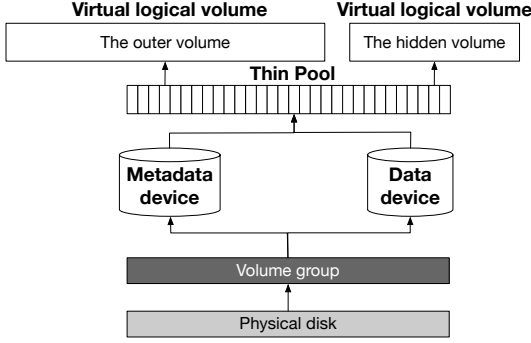 Virtual logical volume
Virtual logical volume
The outer volume
The hidden volume
Thin Pool
Metadata
device
Data
device
Volume group
Physical disk